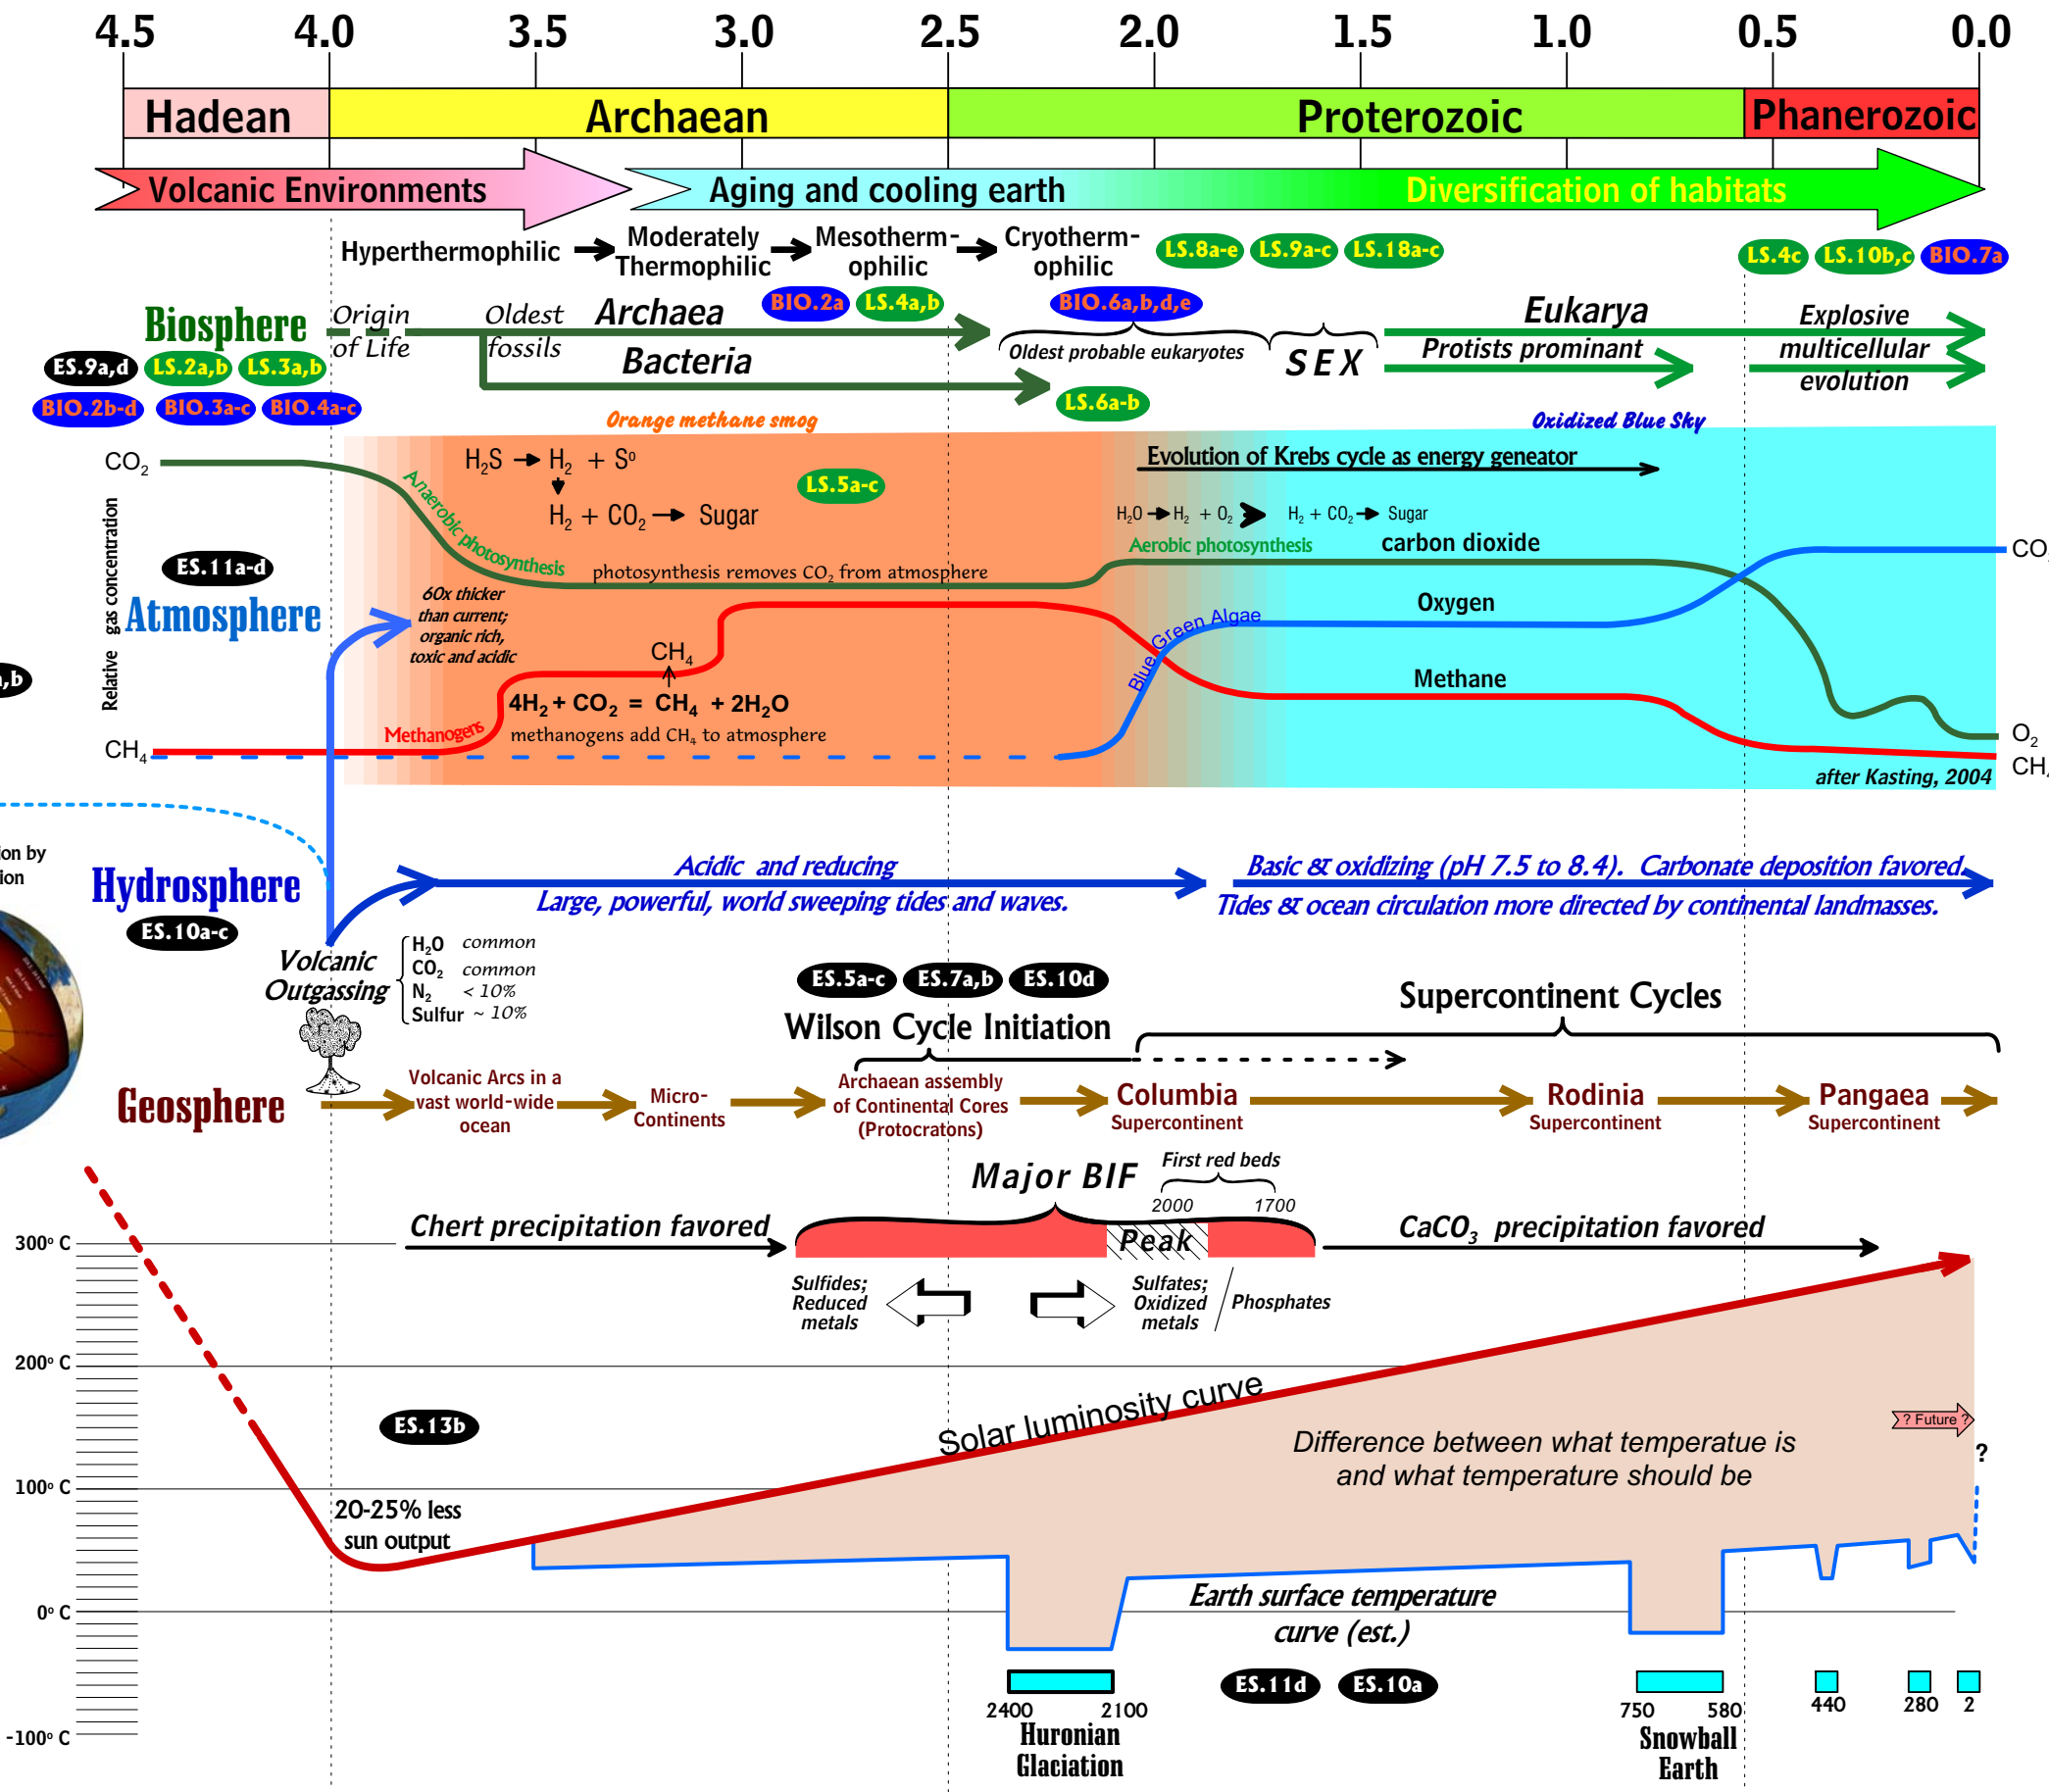 4.5 4.0 3.5 3.0 2.5 2.0 1.5 1.0 0.5 0.0
Hadean Archaean Proterozoic Phanerozoic
Volcanic Environments Aging and cooling earth Diversification of habitats
Hyperthermophilic
Moderately
Thermophilic
Mesotherm-
ophilic
Cryotherm-
ophilic
LS.8a-e LS.9a-c LS.18a-c
LS.4c LS.10b,c BIO.7a
BIO.2a LS.4a,b BIO.6a,b,d,e
Biosphere
Origin
of Life
Oldest
fossils
Archaea
Bacteria
Oldest probable eukaryotes
SEX
Eukarya
Protists prominant
Explosive
multicellular
evolution
ES.9a,d LS.2a,b LS.3a,b
BIO.2b-d BIO.3a-c BIO.4a-c
LS.6a-b
Orange methane smog
Oxidized Blue Sky
CO₂
Anaerobic photosynthesis
H₂S → H₂ + S⁰
H₂ + CO₂ → Sugar
LS.5a-c
Evolution of Krebs cycle as energy geneator
H₂O → H₂ + O₂ H₂ + CO₂ → Sugar
Aerobic photosynthesis
carbon dioxide
photosynthesis removes CO₂ from atmosphere
Relative gas concentration
ES.11a-d
Atmosphere
60x thicker
than current;
organic rich,
toxic and acidic
Blue Green Algae
Oxygen
CH₄
Methane
4H₂ + CO₂ = CH₄ + 2H₂O
Methanogens
methanogens add CH₄ to atmosphere
CH₄
CO
O₂
CH₄
after Kasting, 2004
,b
on by
ion
Hydrosphere
ES.10a-c
Acidic and reducing
Large, powerful, world sweeping tides and waves.
Basic & oxidizing (pH 7.5 to 8.4). Carbonate deposition favored.
Tides & ocean circulation more directed by continental landmasses.
Volcanic
Outgassing
H₂O common
CO₂ common
N₂ < 10%
Sulfur ~ 10%
ES.5a-c ES.7a,b ES.10d
Wilson Cycle Initiation
Supercontinent Cycles
Geosphere
Volcanic Arcs in a
vast world-wide
ocean
Micro-
Continents
Archaean assembly
of Continental Cores
(Protocratons)
Columbia
Supercontinent
Rodinia
Supercontinent
Pangaea
Supercontinent
Major BIF
First red beds
2000 1700
Chert precipitation favored
Peak
CaCO₃ precipitation favored
Sulfides;
Reduced
metals
Sulfates;
Oxidized
metals
Phosphates
300º C
200º C
100º C
0º C
-100º C
ES.13b
20-25% less
sun output
Solar luminosity curve
Difference between what temperatue is
and what temperature should be
? Future ?
?
Earth surface temperature
curve (est.)
ES.11d ES.10a
2400 2100
Huronian
Glaciation
750 580
Snowball
Earth
440 280 2